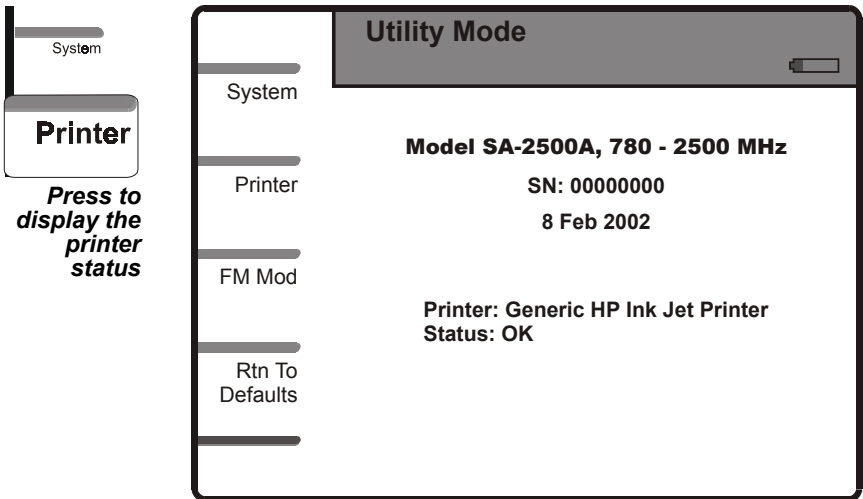 System
Printer
Press to
display the
printer
status
Utility Mode
System
Printer
FM Mod
Rtn To
Defaults
Model SA-2500A, 780 - 2500 MHz
SN: 00000000
8 Feb 2002
Printer: Generic HP Ink Jet Printer
Status: OK